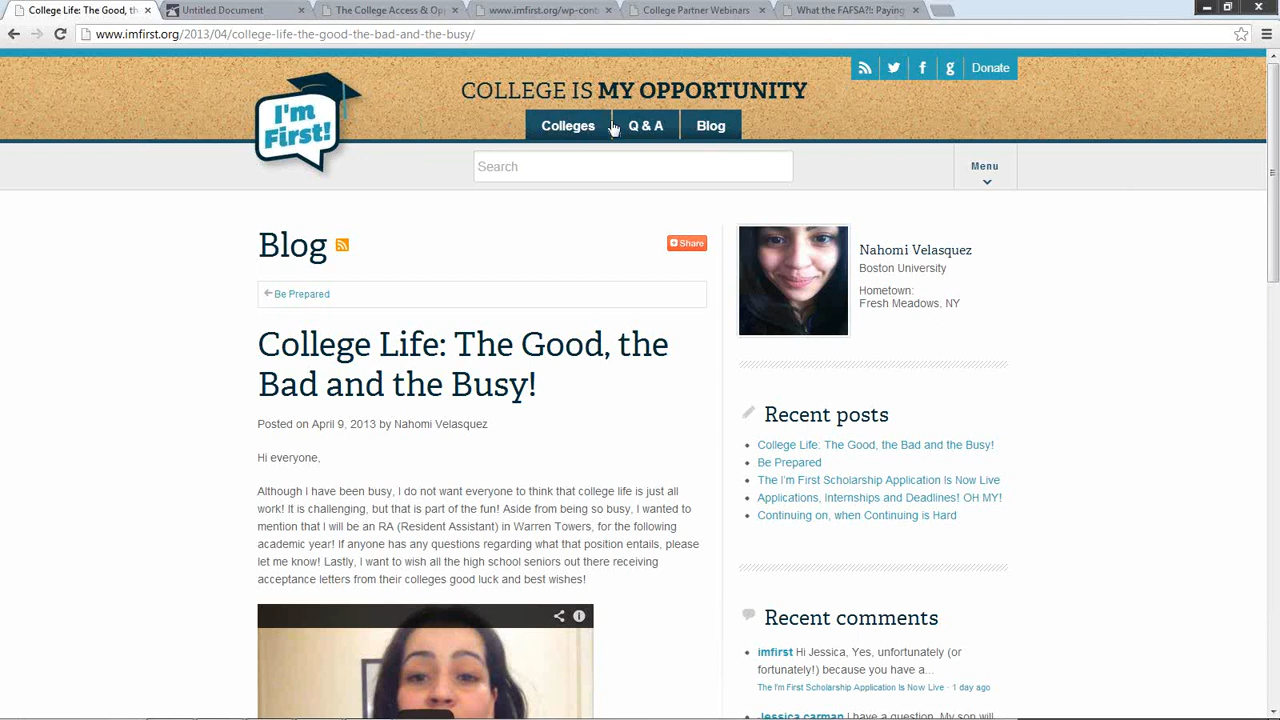 College Life: The Good, th
Untitled Document
The College Access & Op
www.imfirst.org/wp-cont
College Partner Webinars
What the FAFSA?!: Paying
www.imfirst.org/2013/04/college-life-the-good-the-bad-and-the-busy/
Donate
COLLEGE IS MY OPPORTUNITY
I'm First!
Colleges
Q & A
Blog
Search
Menu
Blog
Share
Be Prepared
College Life: The Good, the
Bad and the Busy!
Posted on April 9, 2013 by Nahomi Velasquez
Hi everyone,
Although I have been busy, I do not want everyone to think that college life is just all
work! It is challenging, but that is part of the fun! Aside from being so busy, I wanted to
mention that I will be an RA (Resident Assistant) in Warren Towers, for the following
academic year! If anyone has any questions regarding what that position entails, please
let me know! Lastly, I want to wish all the high school seniors out there receiving
acceptance letters from their colleges good luck and best wishes!
Nahomi Velasquez
Boston University
Hometown:
Fresh Meadows, NY
Recent posts
College Life: The Good, the Bad and the Busy!
Be Prepared
The I'm First Scholarship Application Is Now Live
Applications, Internships and Deadlines! OH MY!
Continuing on, when Continuing is Hard
Recent comments
imfirst Hi Jessica, Yes, unfortunately (or
fortunately!) because you have a...
The I'm First Scholarship Application Is Now Live · 1 day ago
Jessica carman I have a question. My son will